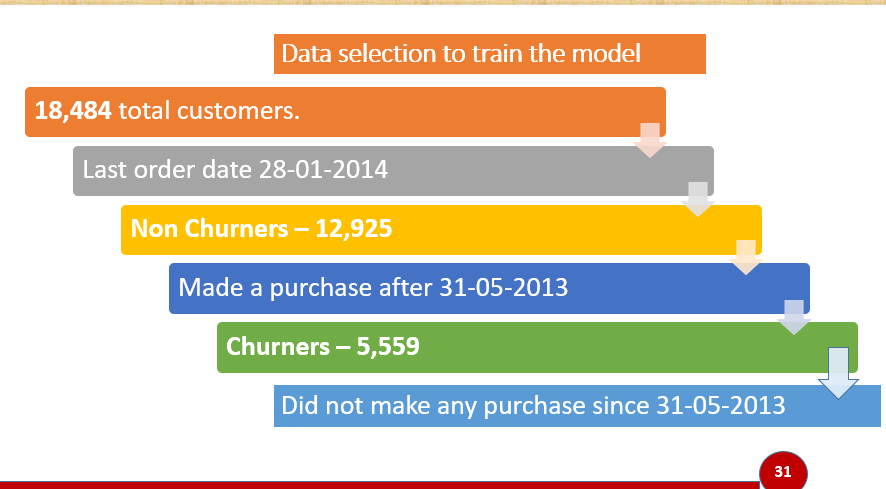 Data selection to train the model
18,484 total customers.
Last order date 28-01-2014
Non Churners – 12,925
Made a purchase after 31-05-2013
Churners – 5,559
Did not make any purchase since 31-05-2013
31